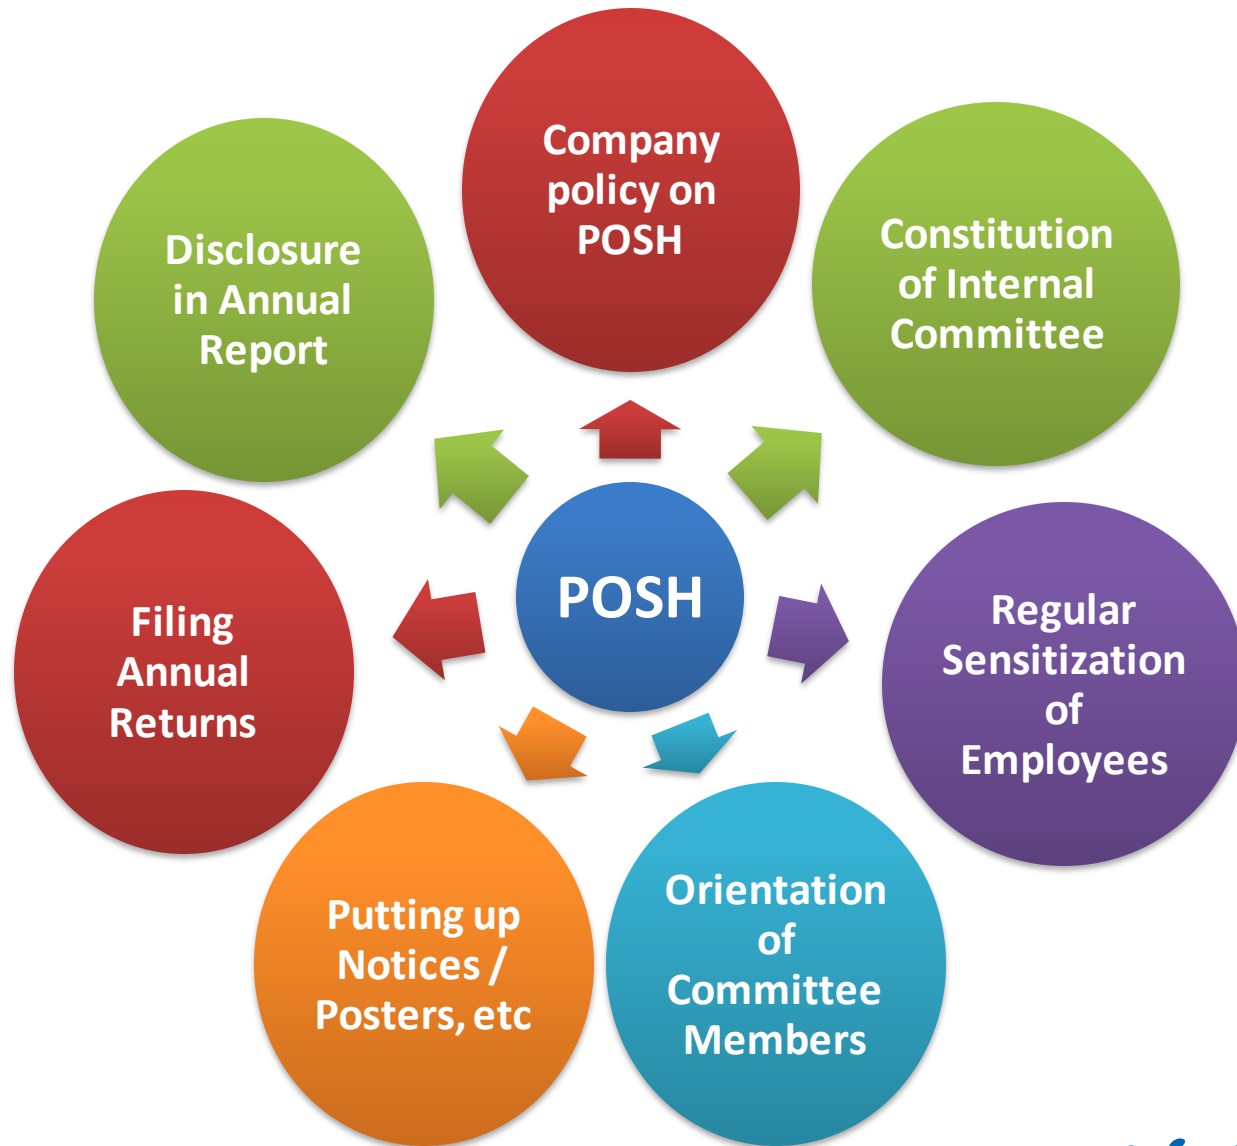 Company
policy on
POSH
Constitution
of Internal
Committee
Regular
Sensitization
of
Employees
Orientation
of
Committee
Members
Putting up
Notices /
Posters, etc
Filing
Annual
Returns
Disclosure
in Annual
Report
POSH